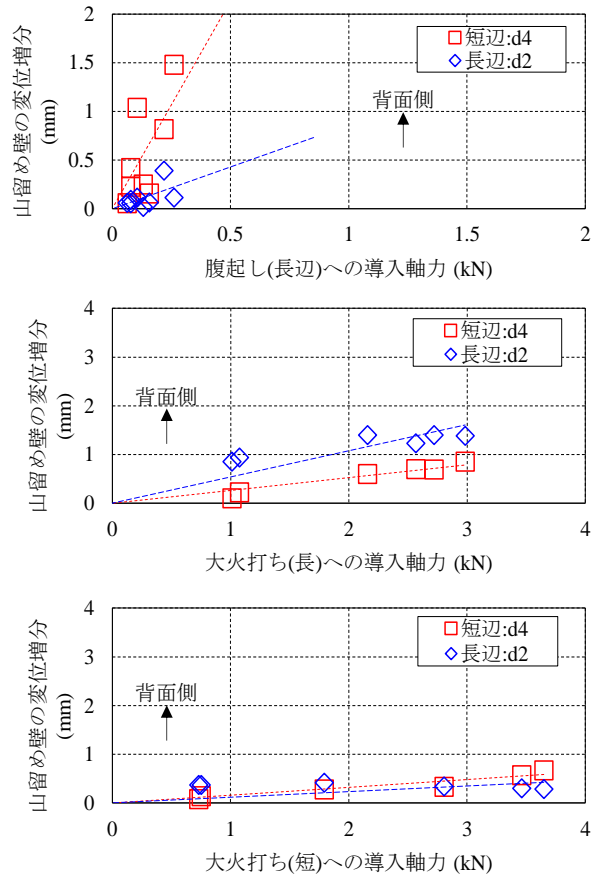 山留め壁の変位増分
(mm)
2
1.5
1
0.5
0
短辺:d4
長辺:d2
背面側
0
0.5
1
1.5
2
腹起し(長辺)への導入軸力 (kN)
山留め壁の変位増分
(mm)
4
3
2
1
0
短辺:d4
長辺:d2
背面側
0
1
2
3
4
大火打ち(長)への導入軸力 (kN)
山留め壁の変位増分
(mm)
4
3
2
1
0
短辺:d4
長辺:d2
背面側
0
1
2
3
4
大火打ち(短)への導入軸力 (kN)